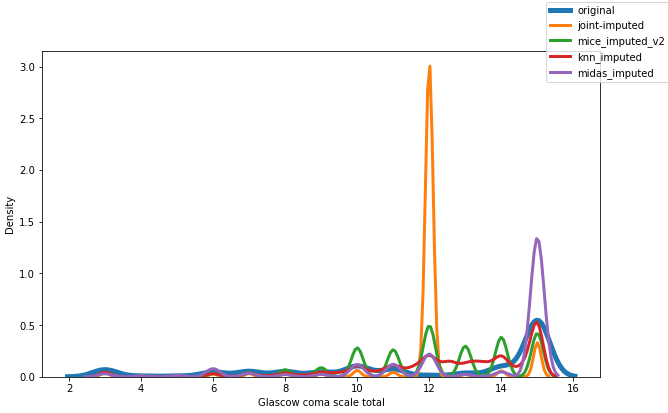 original
joint-imputed
mice_imputed_v2
knn_imputed
midas_imputed
3.0
2.5
2.0
1.5
1.0
0.5
0.0
Density
2 4 6 8 10 12 14 16
Glascow coma scale total